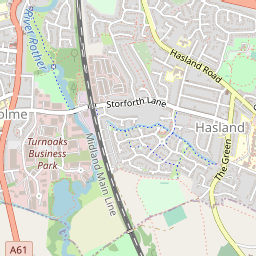 River Rother
Hasland Road
Storforth Lane
olme
Hasland
Turnoaks
Business
Park
Midland Main Line
The Green
A61